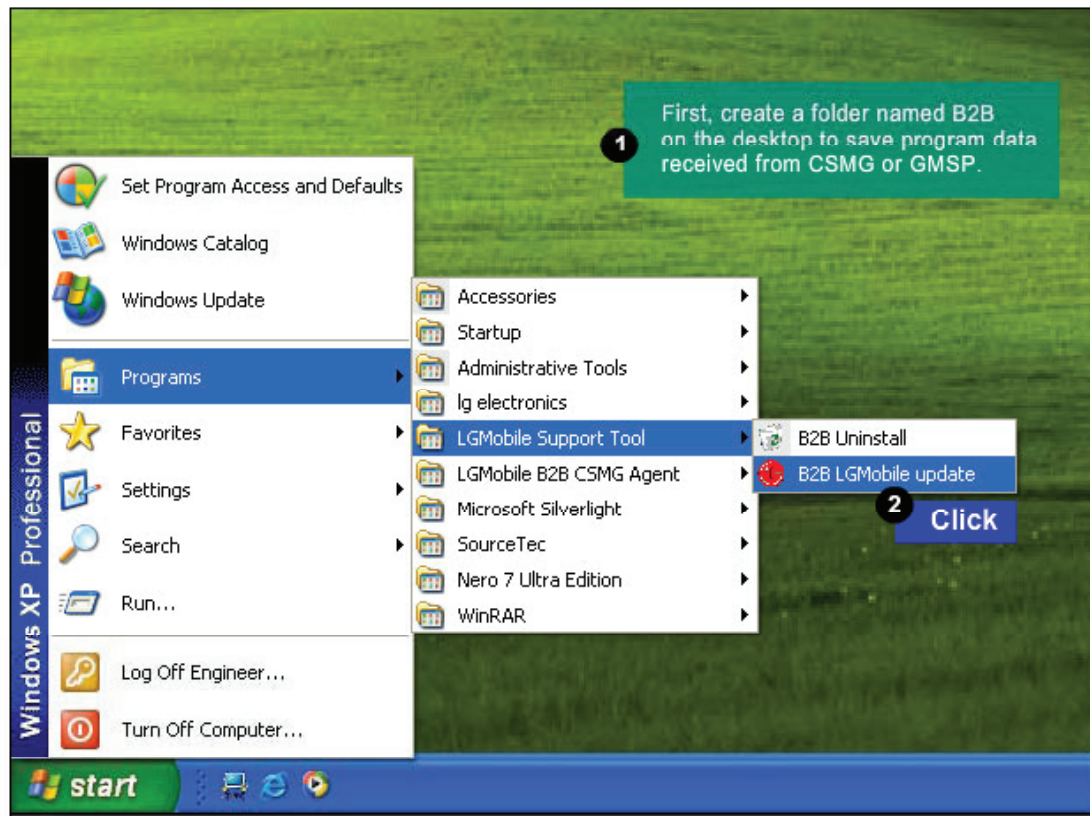 1
First, create a folder named B2B
on the desktop to save program data
received from CSMG or GMSP.
Set Program Access and Defaults
Windows Catalog
Windows Update
Programs
Favorites
Settings
Search
Run...
Log Off Engineer...
Turn Off Computer...
Windows XP Professional
Accessories
Startup
Administrative Tools
lg electronics
LGMobile Support Tool
LGMobile B2B CSMG Agent
Microsoft Silverlight
SourceTec
Nero 7 Ultra Edition
WinRAR
B2B Uninstall
B2B LGMobile update
2
Click
start